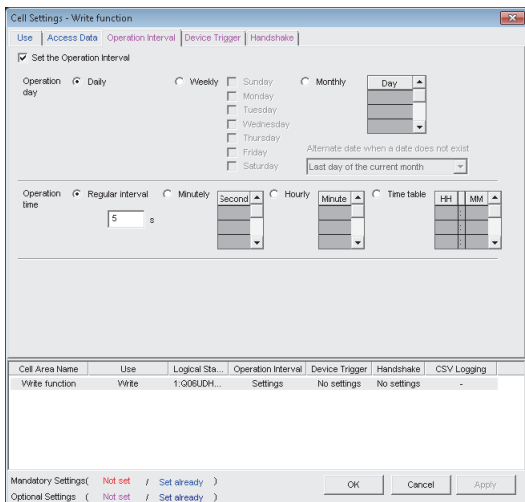 Cell Settings - Write function
Use Access Data Operation Interval Device Trigger Handshake
Set the Operation Interval
Operation day Daily Weekly Sunday Monthly Day
Monday
Tuesday
Wednesday
Thursday
Friday Alternate date when a date does not exist
Saturday Last day of the current month
Operation time Regular interval Minutely Second Hourly Minute Time table HH MM
5 s : : :
Cell Area Name Use Logical Sta... Operation Interval Device Trigger Handshake CSV Logging
Write function Write 1:Q06UDH... Settings No settings No settings -
Mandatory Settings( Not set / Set already )
OK Cancel Apply
Optional Settings ( Not set / Set already )